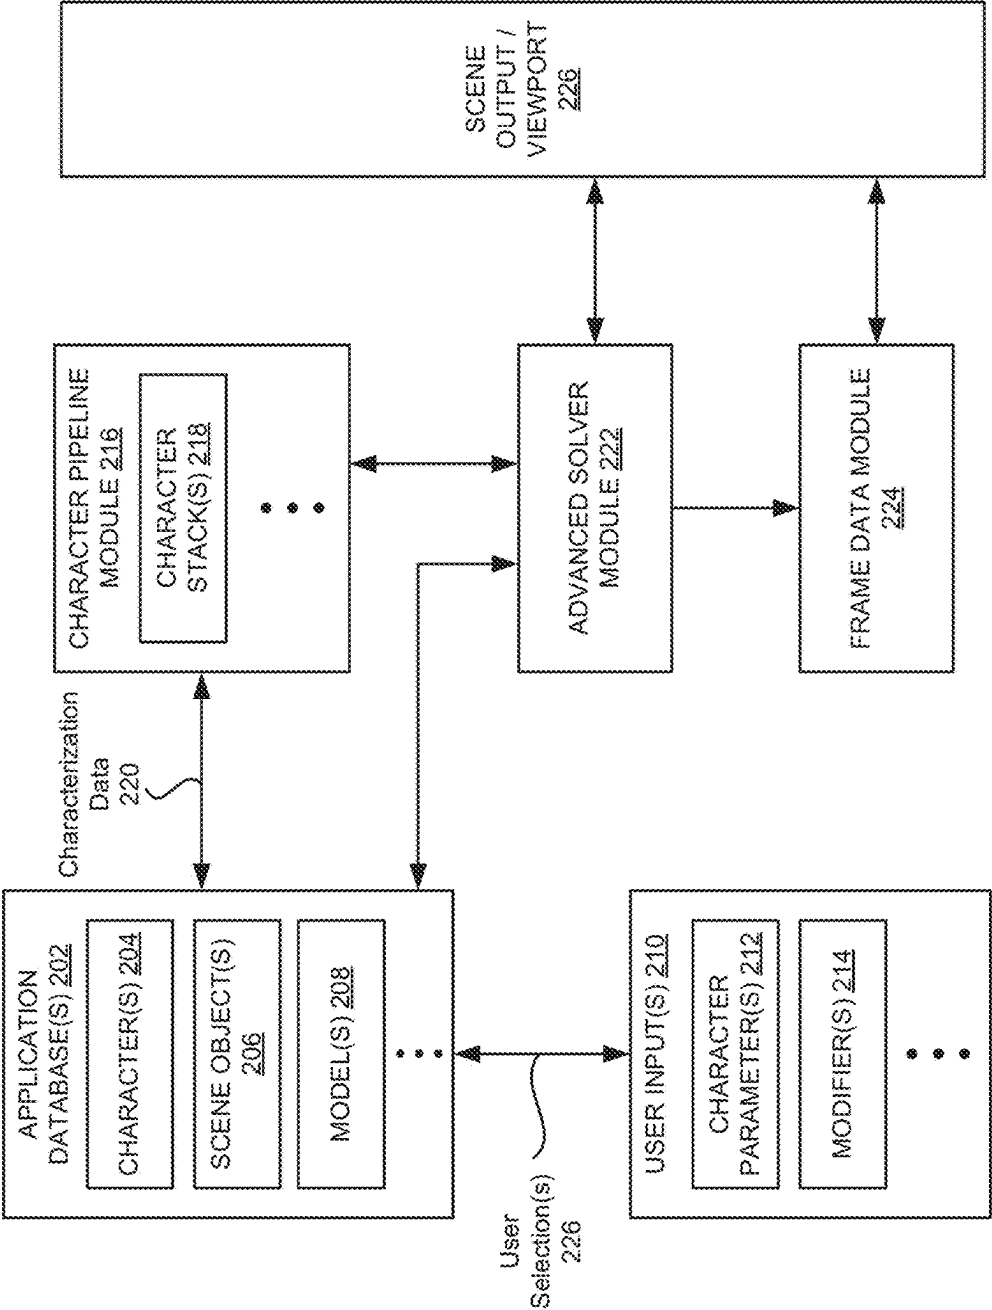 APPLICATION
DATABASE(S) 202
CHARACTER(S) 204
SCENE OBJECT(S)
206
MODEL(S) 208
User
Selection(s)
226
USER INPUT(S) 210
CHARACTER
PARAMETER(S) 212
MODIFIER(S) 214
Characterization
Data
220
CHARACTER PIPELINE
MODULE 216
CHARACTER
STACK(S) 218
ADVANCED SOLVER
MODULE 222
FRAME DATA MODULE
224
SCENE
OUTPUT /
VIEWPORT
226